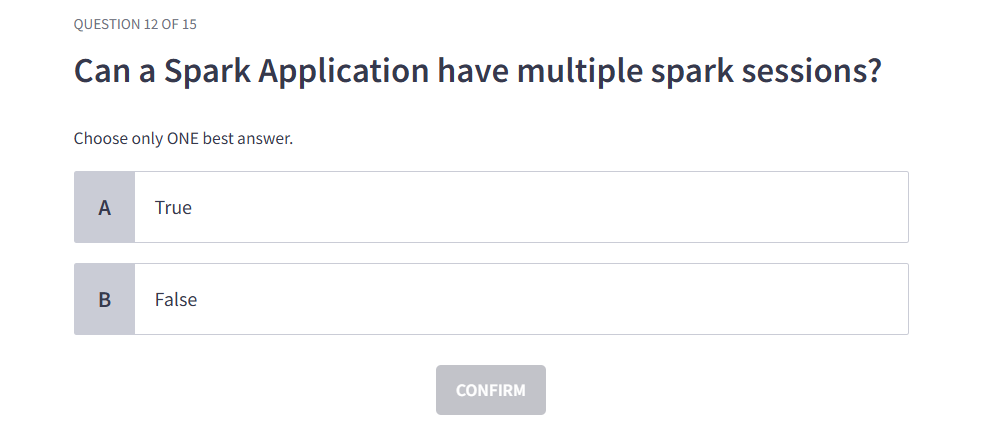 QUESTION 12 OF 15
Can a Spark Application have multiple spark sessions?
Choose only ONE best answer.
A True
B False
CONFIRM